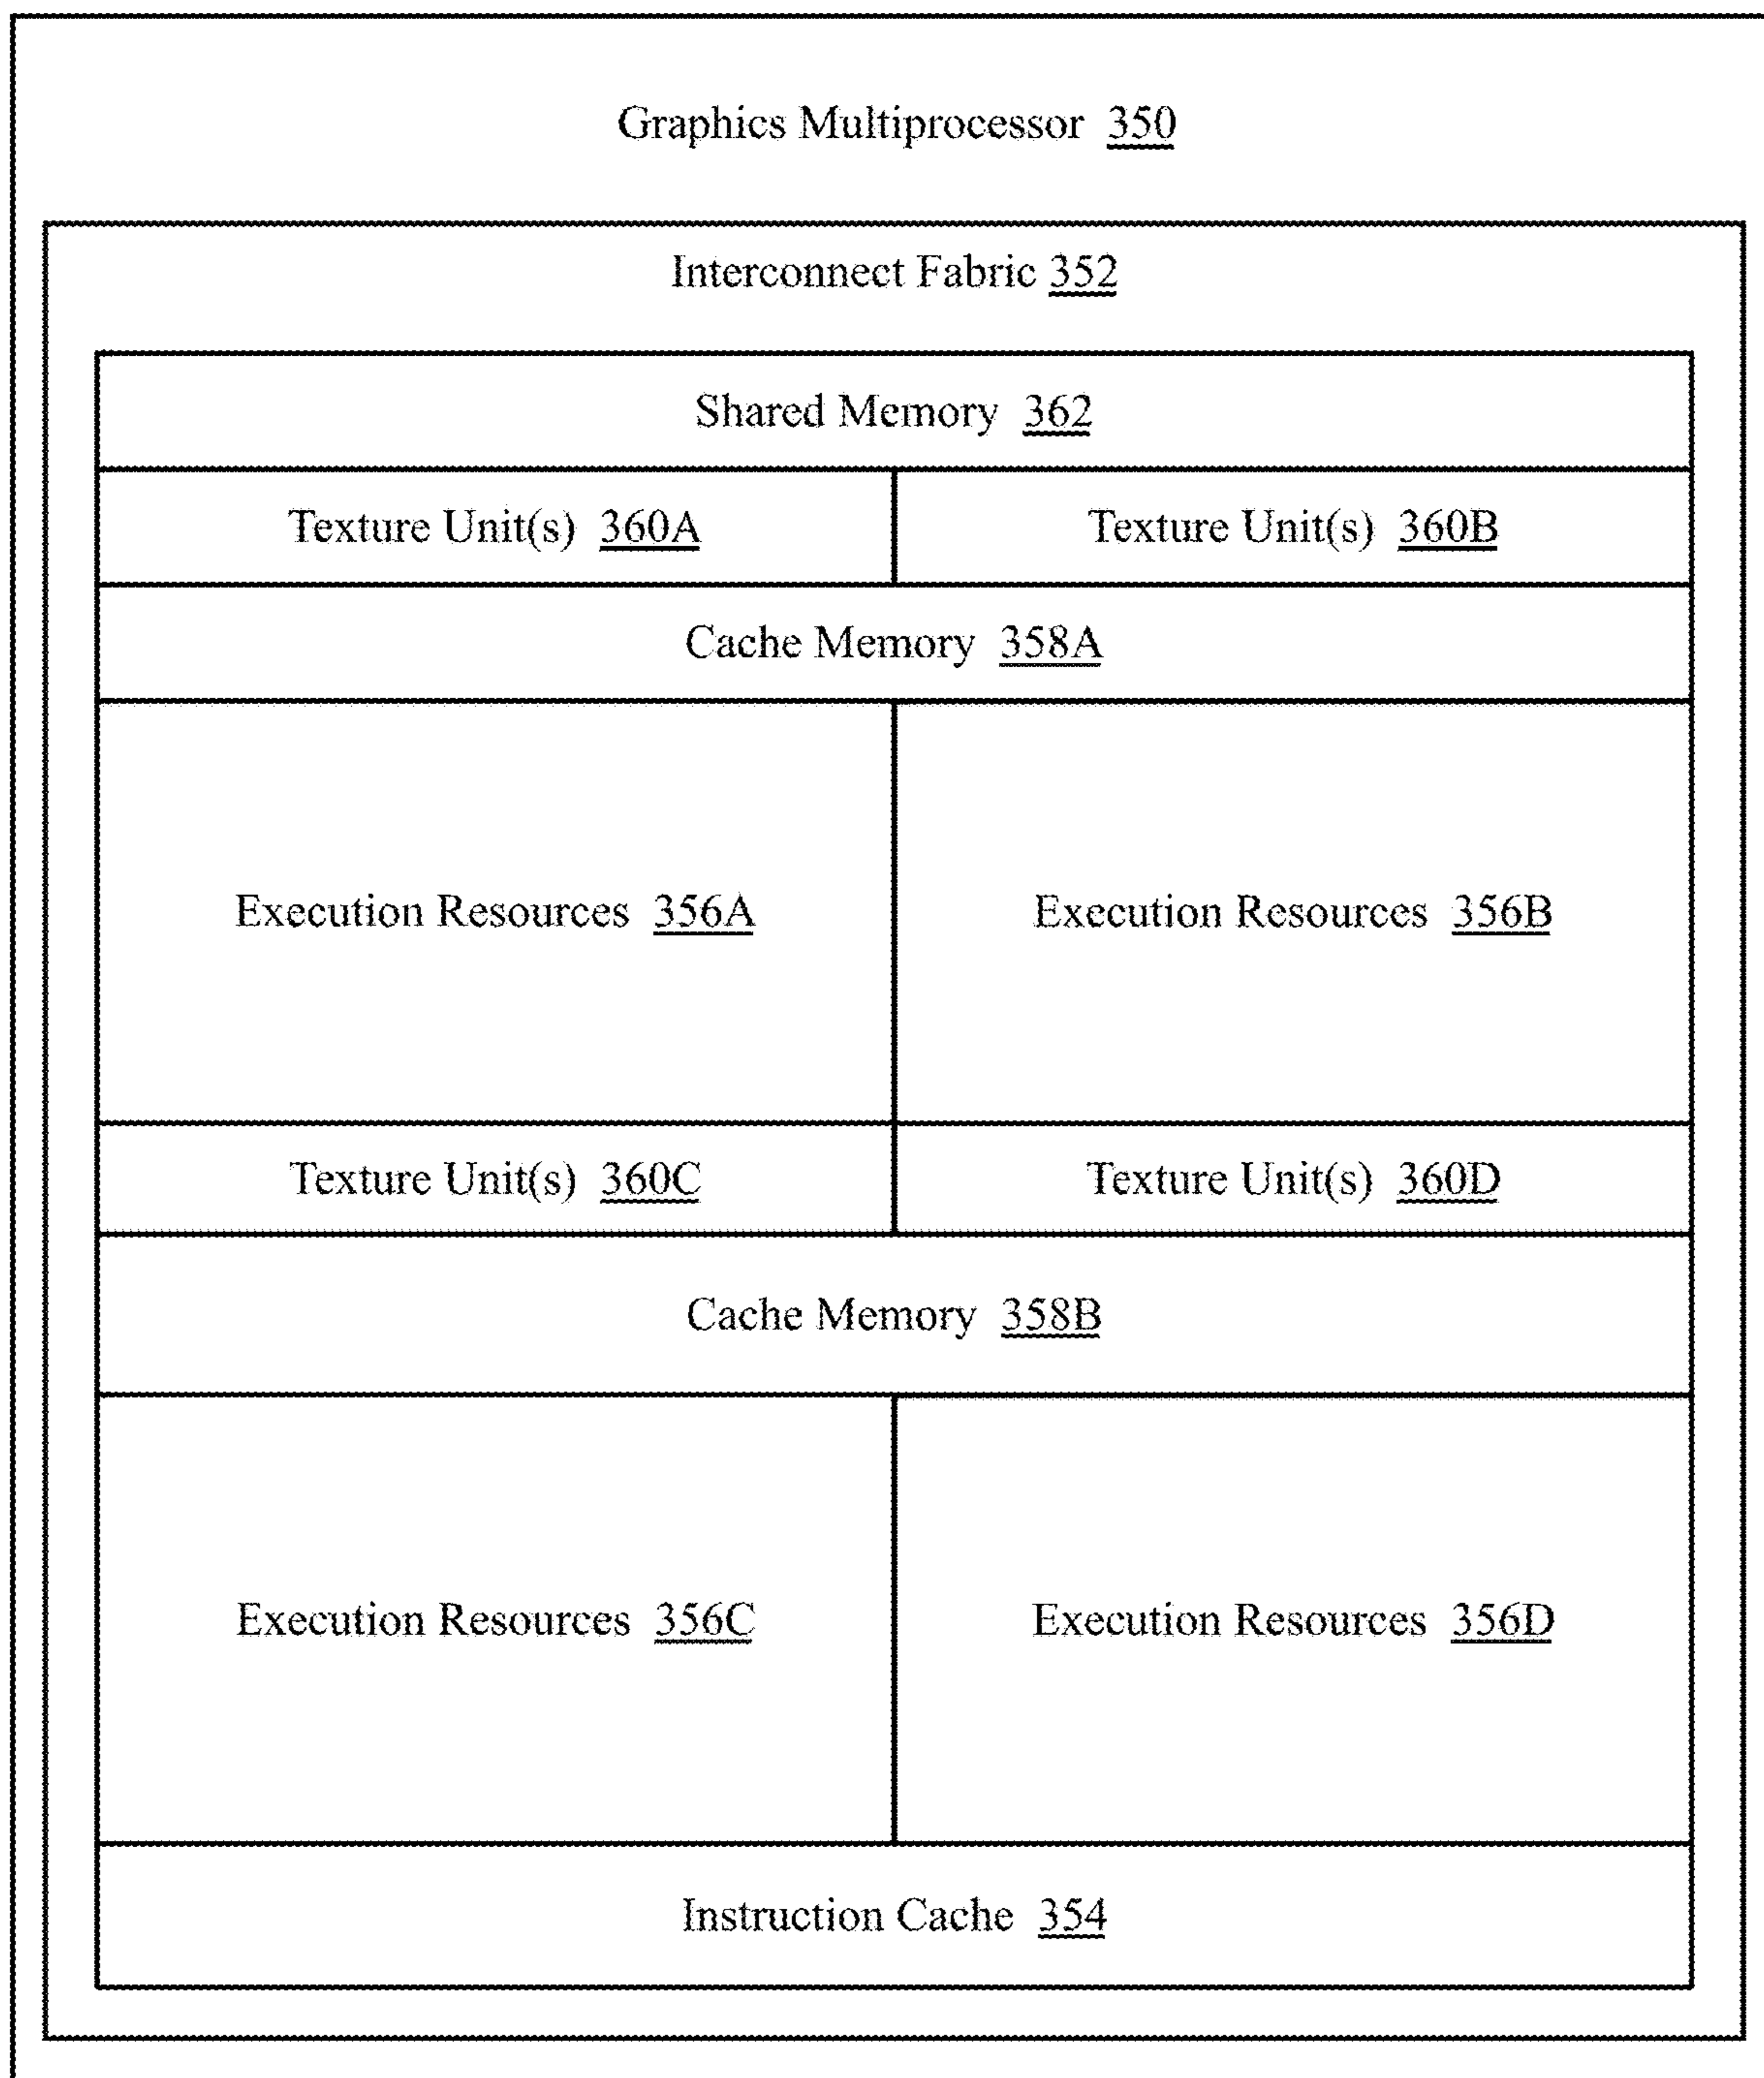 Graphics Multiprocessor 350
Interconnect Fabric 352
Shared Memory 362
Texture Unit(s) 360A
Texture Unit(s) 360B
Cache Memory 358A
Execution Resources 356A
Execution Resources 356B
Texture Unit(s) 360C
Texture Unit(s) 360D
Cache Memory 358B
Execution Resources 356C
Execution Resources 356D
Instruction Cache 354